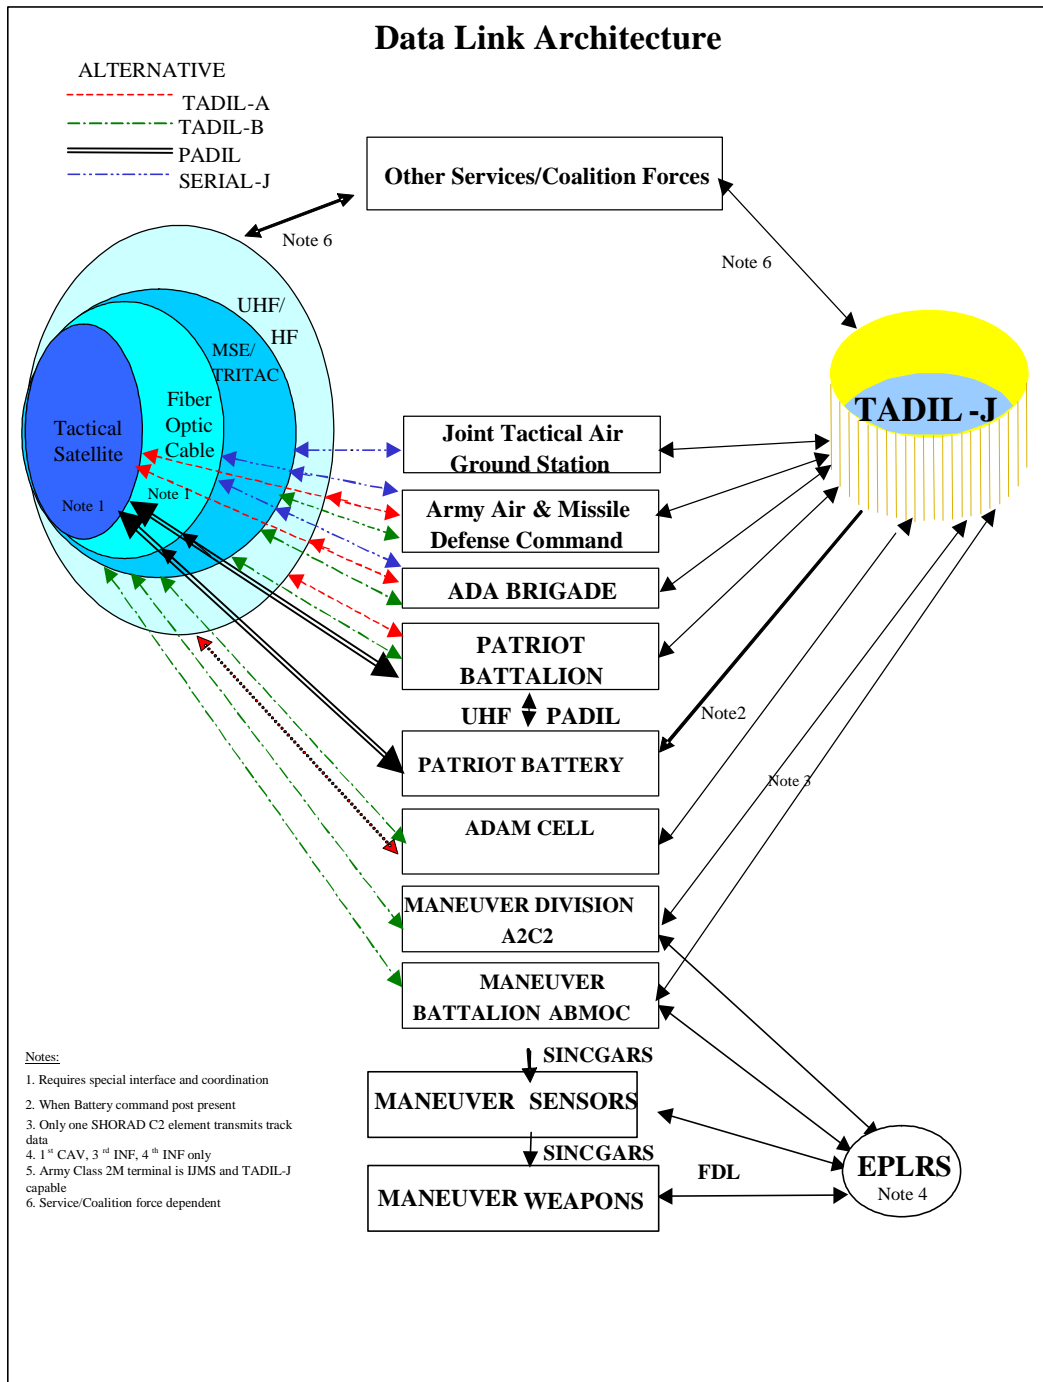 Data Link Architecture
ALTERNATIVE
TADIL-A
TADIL-B
PADIL
SERIAL-J
Other Services/Coalition Forces
Note 6
Note 6
UHF/
HF
MSE/
TRITAC
Fiber
Optic
Cable
Tactical
Satellite
Note 1
Note 1
TADIL-J
Joint Tactical Air
Ground Station
Army Air & Missile
Defense Command
ADA BRIGADE
PATRIOT
BATTALION
UHF PADIL
Note2
PATRIOT BATTERY
Note 3
ADAM CELL
MANEUVER DIVISION
A2C2
MANEUVER
BATTALION ABMOC
SINCGARS
MANEUVER SENSORS
SINCGARS
MANEUVER WEAPONS
FDL
EPLRS
Note 4
Notes:
1. Requires special interface and coordination
2. When Battery command post present
3. Only one SHORAD C2 element transmits track
data
4. 1st CAV, 3rd INF, 4th INF only
5. Army Class 2M terminal is IJMS and TADIL-J
capable
6. Service/Coalition force dependent